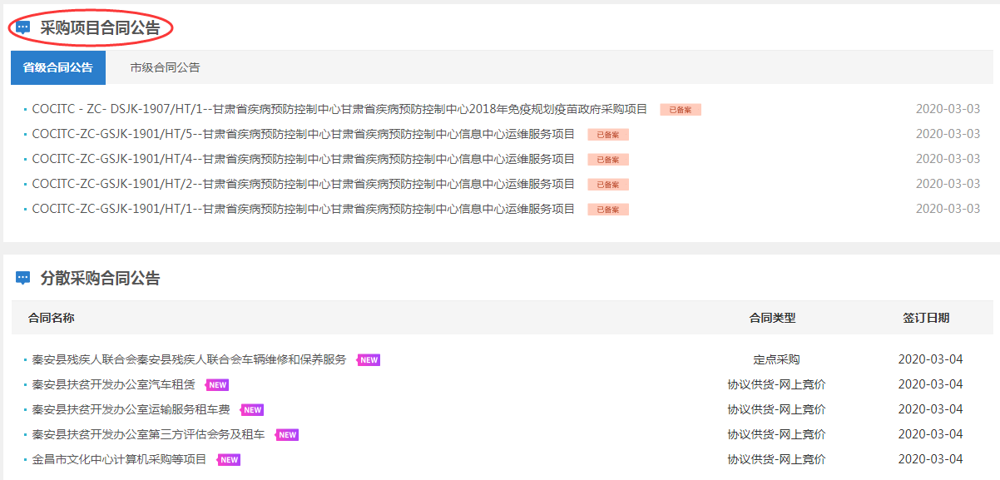 采购项目合同公告
省级合同公告 市级合同公告
COCITC - ZC- DSJK-1907/HT/1--甘肃省疾病预防控制中心甘肃省疾病预防控制中心2018年免疫规划疫苗政府采购项目 已备案 2020-03-03
COCITC-ZC-GSJK-1901/HT/5--甘肃省疾病预防控制中心甘肃省疾病预防控制中心信息中心运维服务项目 已备案 2020-03-03
COCITC-ZC-GSJK-1901/HT/4--甘肃省疾病预防控制中心甘肃省疾病预防控制中心信息中心运维服务项目 已备案 2020-03-03
COCITC-ZC-GSJK-1901/HT/2--甘肃省疾病预防控制中心甘肃省疾病预防控制中心信息中心运维服务项目 已备案 2020-03-03
COCITC-ZC-GSJK-1901/HT/1--甘肃省疾病预防控制中心甘肃省疾病预防控制中心信息中心运维服务项目 已备案 2020-03-03
分散采购合同公告
合同名称 合同类型 签订日期
秦安县残疾人联合会秦安县残疾人联合会车辆维修和保养服务 NEW 定点采购 2020-03-04
秦安县扶贫开发办公室汽车租赁 NEW 协议供货-网上竞价 2020-03-04
秦安县扶贫开发办公室运输服务租车费 NEW 协议供货-网上竞价 2020-03-04
秦安县扶贫开发办公室第三方评估会务及租车 NEW 协议供货-网上竞价 2020-03-04
金昌市文化中心计算机采购等项目 NEW 协议供货-网上竞价 2020-03-04